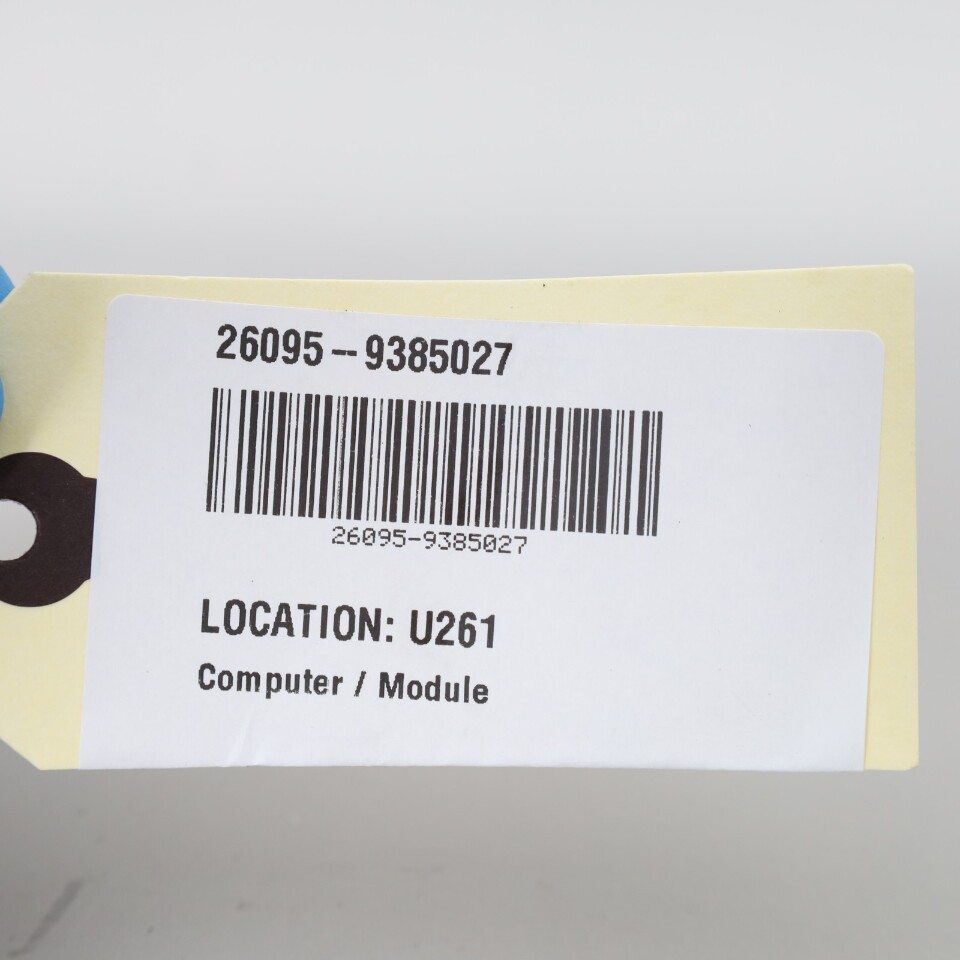 26095-9385027
26095-9385027
LOCATION: U261
Computer / Module